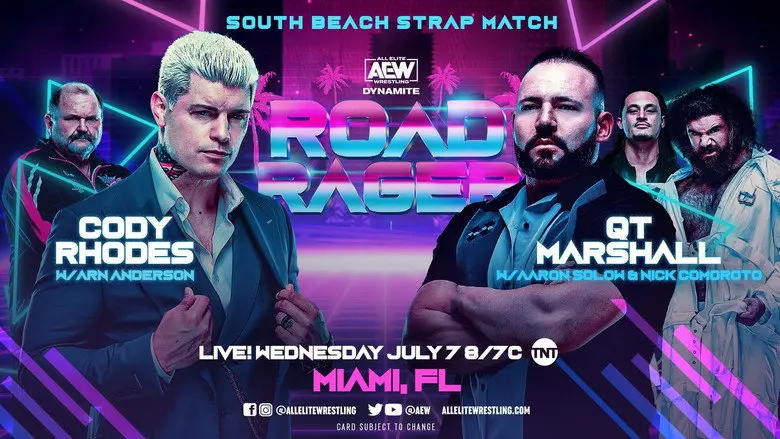 SOUTH BEACH STRAP MATCH
ALL ELITE
AEW
WRESTLING
DYNAMITE
ROAD
RAGER
CODY
RHODES
W/ARN ANDERSON
QT
MARSHALL
W/AARON SOLOW & NICK COMOROTO
LIVE! WEDNESDAY JULY 7 8/7C TNT
MIAMI, FL
@ALLELITEWRESTLING @AEW ALLELITEWRESTLING.COM
CARD SUBJECT TO CHANGE